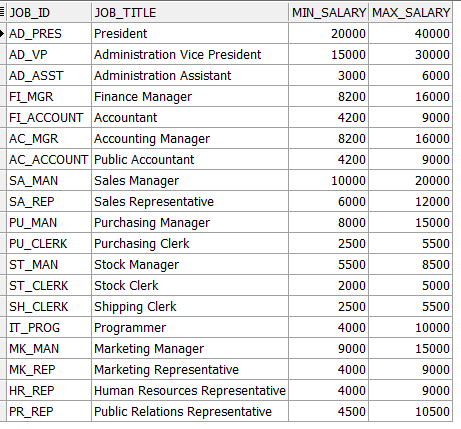 JOB_ID JOB_TITLE MIN_SALARY MAX_SALARY
AD_PRES President 20000 40000
AD_VP Administration Vice President 15000 30000
AD_ASST Administration Assistant 3000 6000
FI_MGR Finance Manager 8200 16000
FI_ACCOUNT Accountant 4200 9000
AC_MGR Accounting Manager 8200 16000
AC_ACCOUNT Public Accountant 4200 9000
SA_MAN Sales Manager 10000 20000
SA_REP Sales Representative 6000 12000
PU_MAN Purchasing Manager 8000 15000
PU_CLERK Purchasing Clerk 2500 5500
ST_MAN Stock Manager 5500 8500
ST_CLERK Stock Clerk 2000 5000
SH_CLERK Shipping Clerk 2500 5500
IT_PROG Programmer 4000 10000
MK_MAN Marketing Manager 9000 15000
MK_REP Marketing Representative 4000 9000
HR_REP Human Resources Representative 4000 9000
PR_REP Public Relations Representative 4500 10500